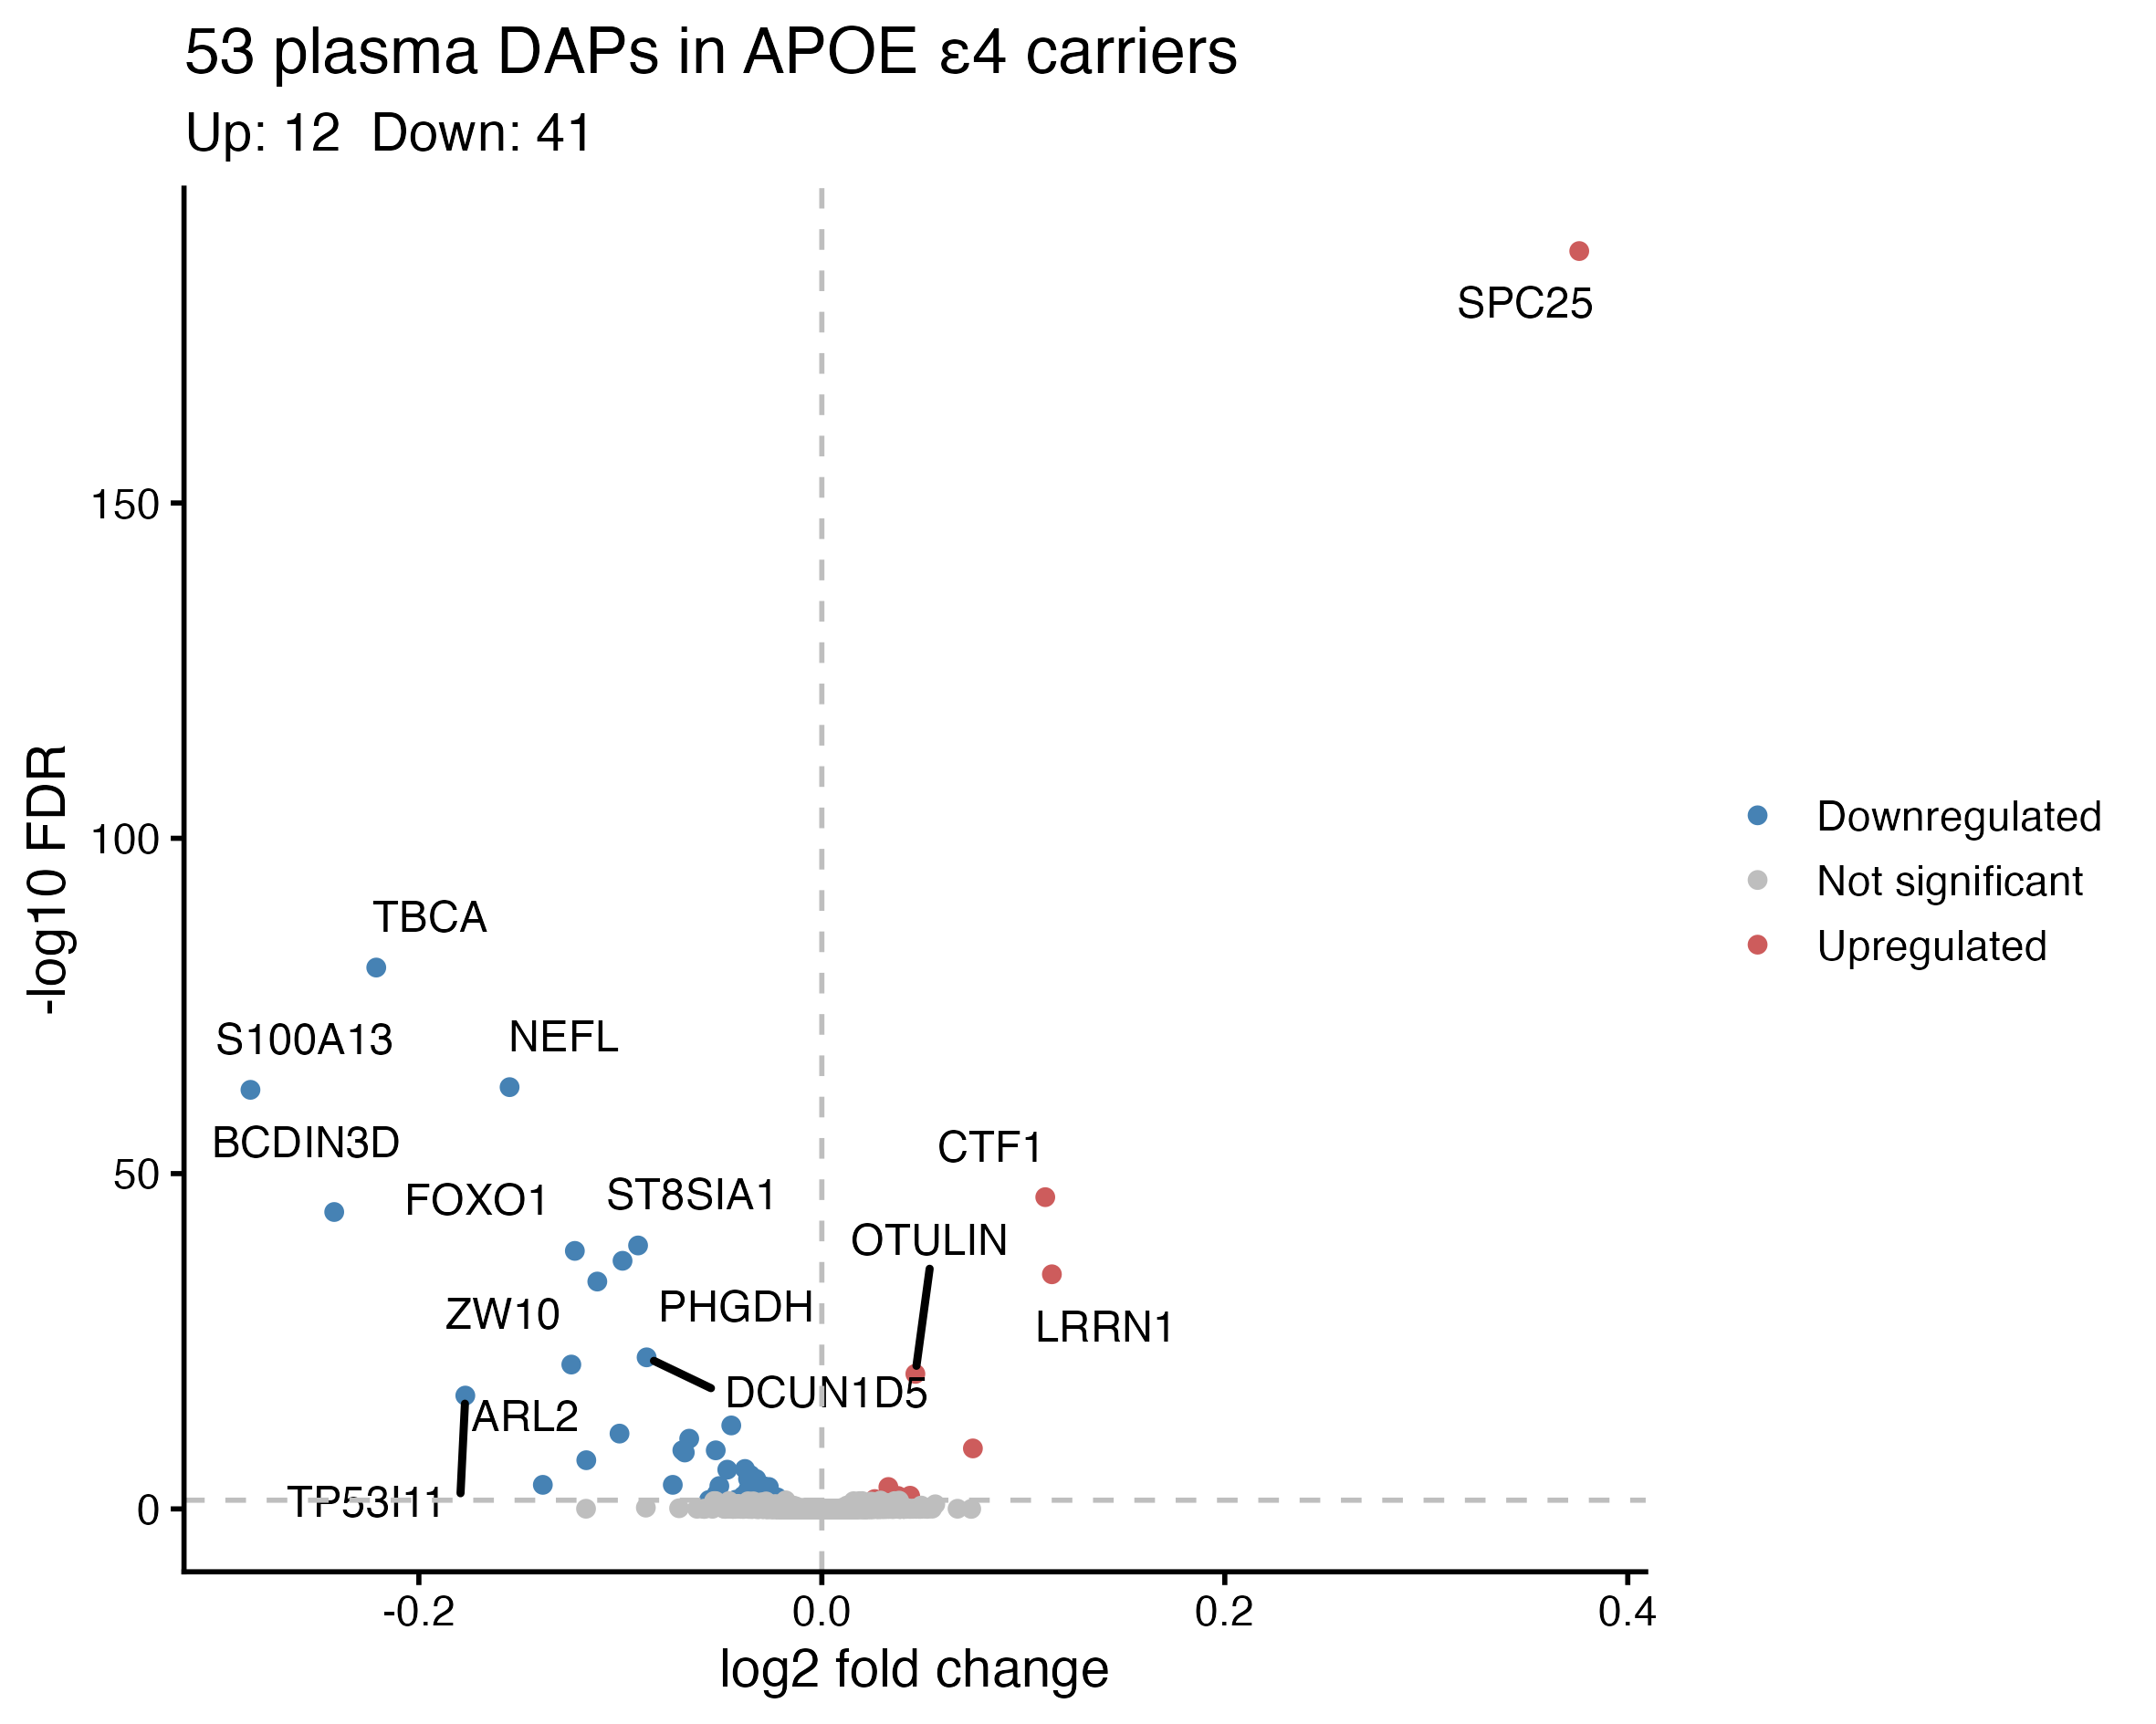 53 plasma DAPs in APOE ε4 carriers
Up: 12  Down: 41
SPC25
150
100
TBCA
S100A13
NEFL
BCDIN3D
CTF1
50
FOXO1
ST8SIA1
OTULIN
ZW10
PHGDH
LRRN1
DCUN1D5
ARL2
TP53I11
0
-0.2
0.0
0.2
0.4
log2 fold change
-log10 FDR
Downregulated
Not significant
Upregulated